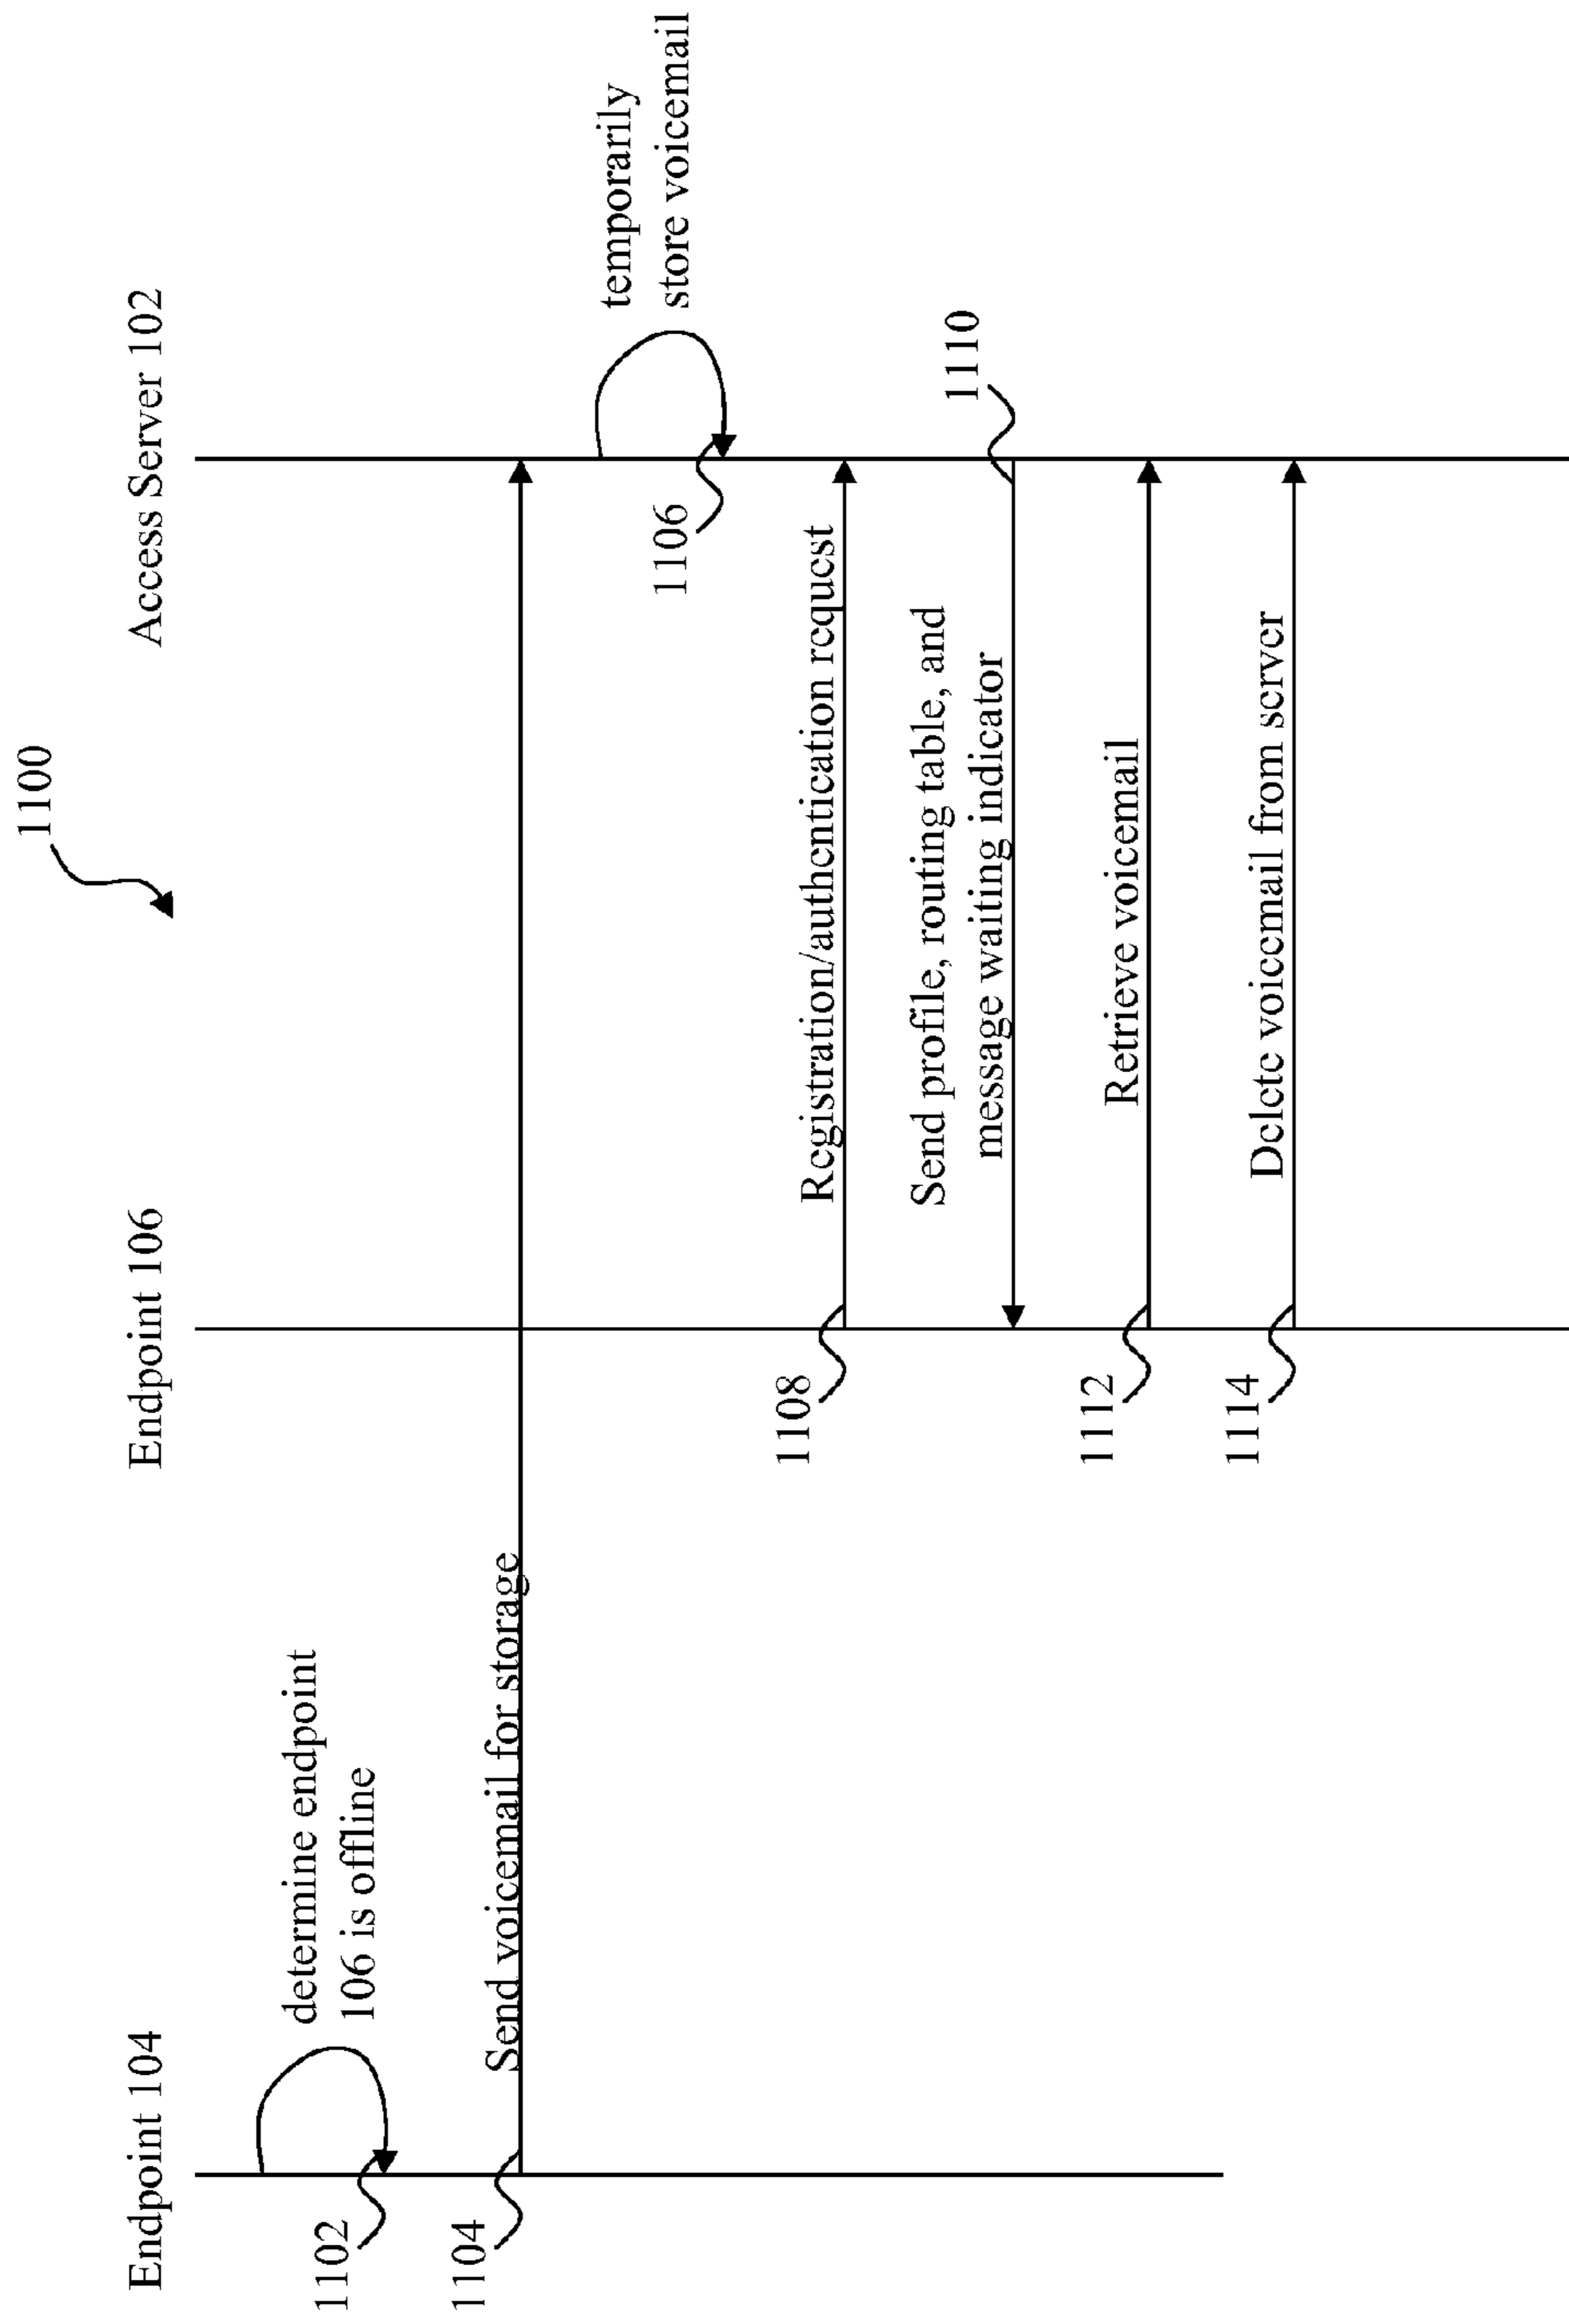 1100
Endpoint 104
Endpoint 106
Access Server 102
determine endpoint
106 is offline
1102
Send voicemail for storage
1104
temporarily
store voicemail
1106
Registration/authentication request
1108
Send profile, routing table, and
message waiting indicator
1110
Retrieve voicemail
1112
Delete voicemail from server
1114